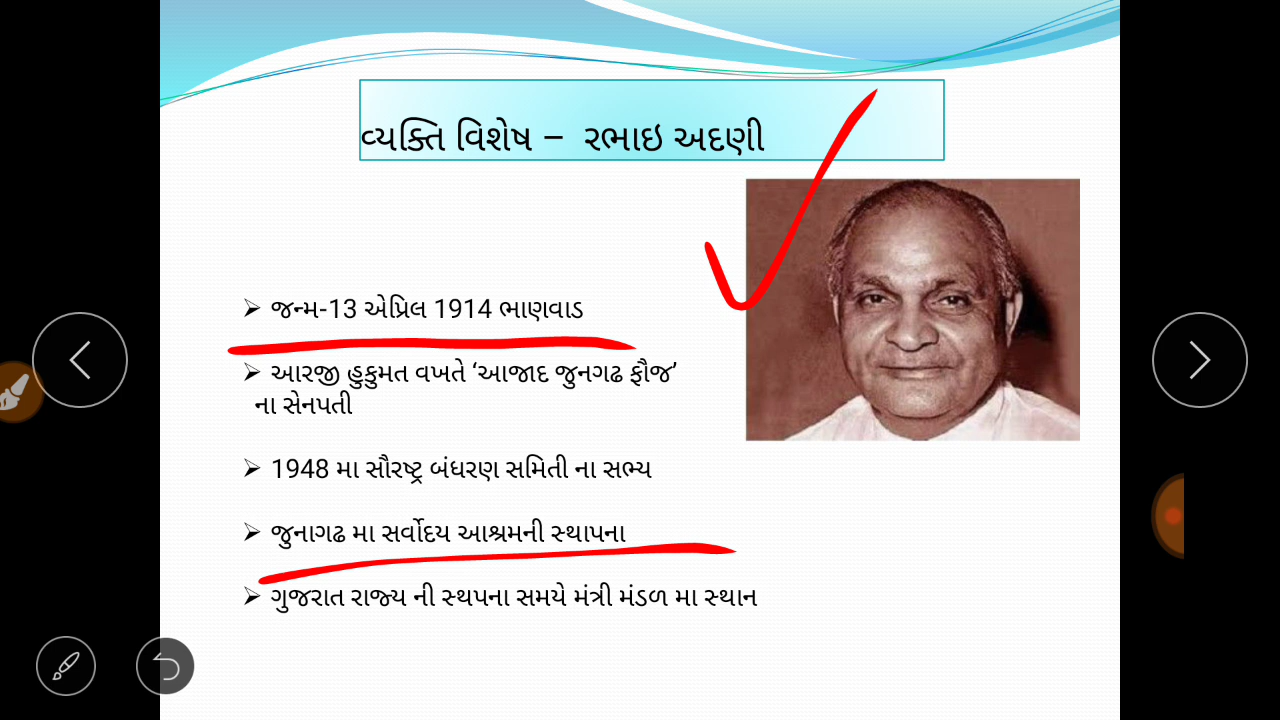 વ્યક્તિ વિશેષ – રભાઇ અદણી
જન્મ-13 એપ્રિલ 1914 ભાણવાડ
આરજી હુકુમત વખતે ‘આજાદ જુનગઢ ફૌજ’
ના સેનપતી
1948 મા સૌરષ્ટ્ર બંધરણ સમિતી ના સભ્ય
જુનાગઢ મા સર્વોદય આશ્રમની સ્થાપના
ગુજરાત રાજ્ય ની સ્થપના સમયે મંત્રી મંડળ મા સ્થાન